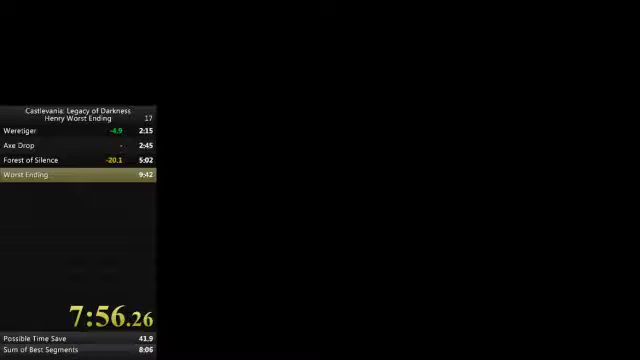 Castlevania: Legacy of Darkness
Henry Worst Ending 17
Weretiger -4.9 2:15
Axe Drop - 2:45
Forest of Silence -20.1 5:02
Worst Ending 9:42
7:56.26
Possible Time Save 41.9
Sum of Best Segments 8:06